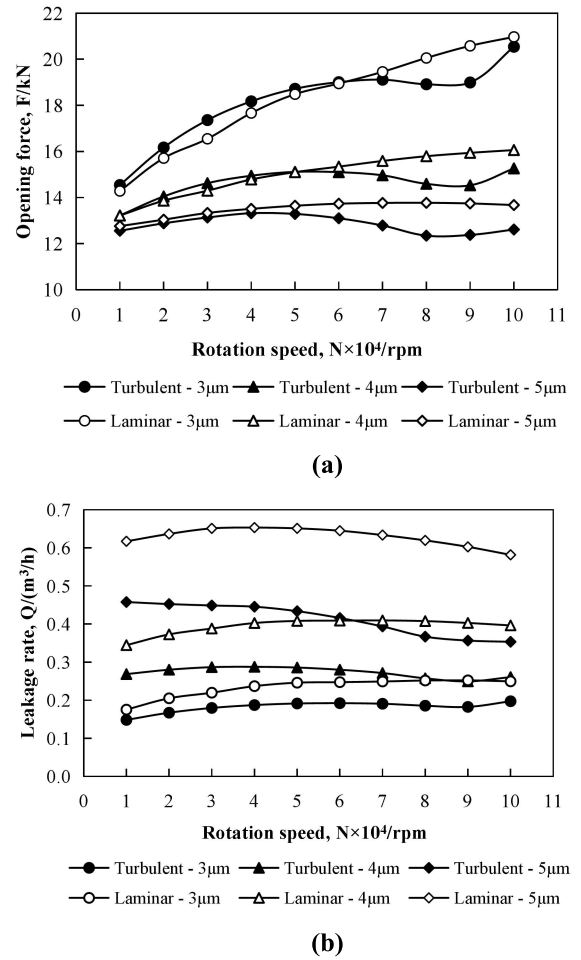 22
20
18
16
14
12
10
Opening force, F/kN
0 1 2 3 4 5 6 7 8 9 10 11
Rotation speed, N×10⁴/rpm
Turbulent - 3μm Turbulent - 4μm Turbulent - 5μm
Laminar - 3μm Laminar - 4μm Laminar - 5μm
(a)
0.7
0.6
0.5
0.4
0.3
0.2
0.1
0.0
Leakage rate, Q/(m³/h)
0 1 2 3 4 5 6 7 8 9 10 11
Rotation speed, N×10⁴/rpm
Turbulent - 3μm Turbulent - 4μm Turbulent - 5μm
Laminar - 3μm Laminar - 4μm Laminar - 5μm
(b)